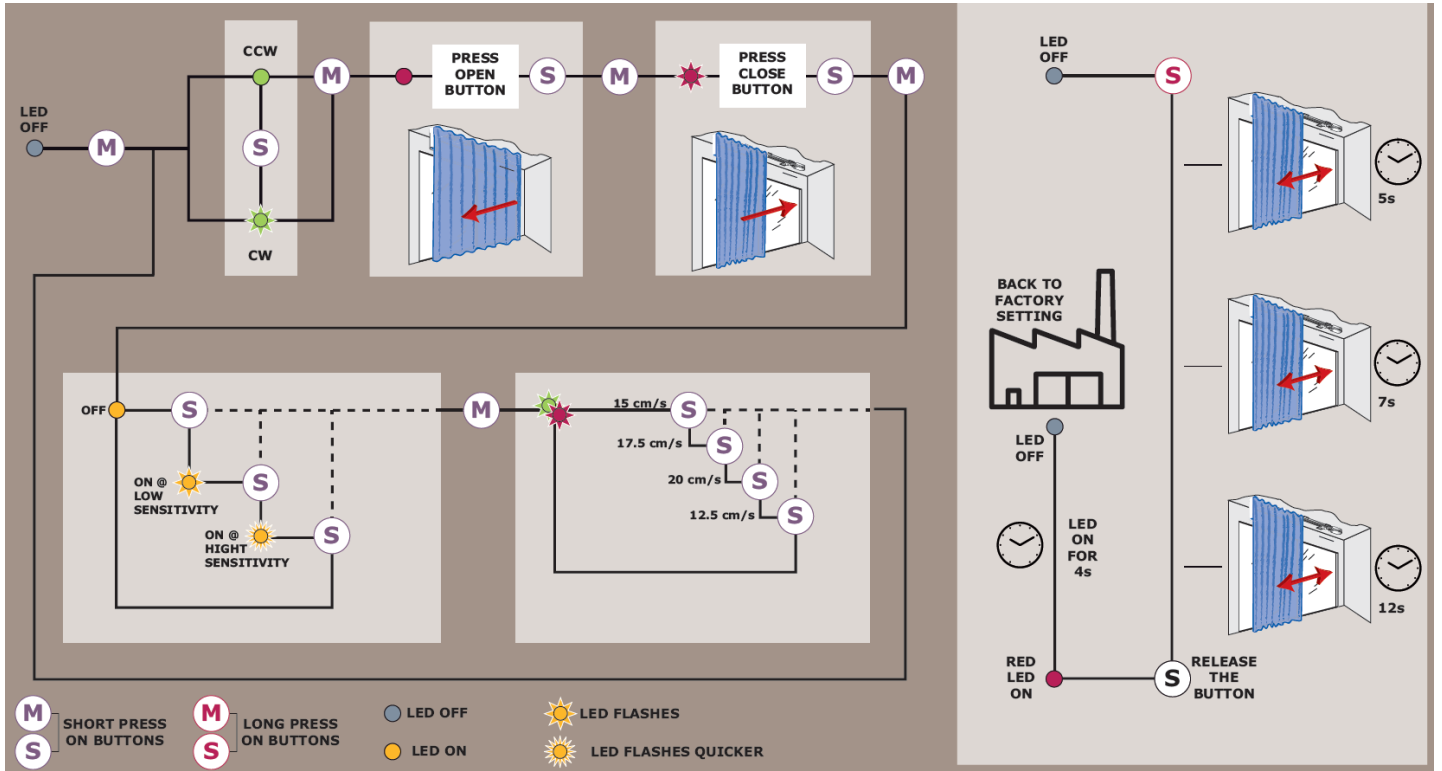 CCW
M
PRESS
OPEN
BUTTON
S
M
PRESS
CLOSE
BUTTON
S
M
LED
OFF
M
S
CW
OFF
S
ON @
LOW
SENSITIVITY
S
ON @
HIGHT
SENSITIVITY
S
M
15 cm/s
S
17.5 cm/s
S
20 cm/s
S
12.5 cm/s
S
M
S
SHORT PRESS
ON BUTTONS
M
S
LONG PRESS
ON BUTTONS
LED OFF
LED ON
LED FLASHES
LED FLASHES QUICKER
LED
OFF
S
5s
BACK TO
FACTORY
SETTING
7s
LED
OFF
LED
ON
FOR
4s
12s
RED
LED
ON
S
RELEASE
THE
BUTTON